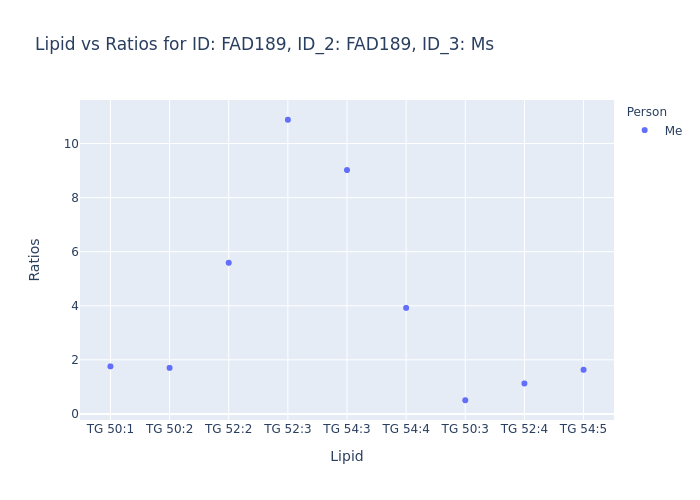 Lipid vs Ratios for ID: FAD189, ID_2: FAD189, ID_3: Ms
Person
Me
10
8
6
4
2
0
Ratios
TG 50:1 TG 50:2 TG 52:2 TG 52:3 TG 54:3 TG 54:4 TG 50:3 TG 52:4 TG 54:5
Lipid